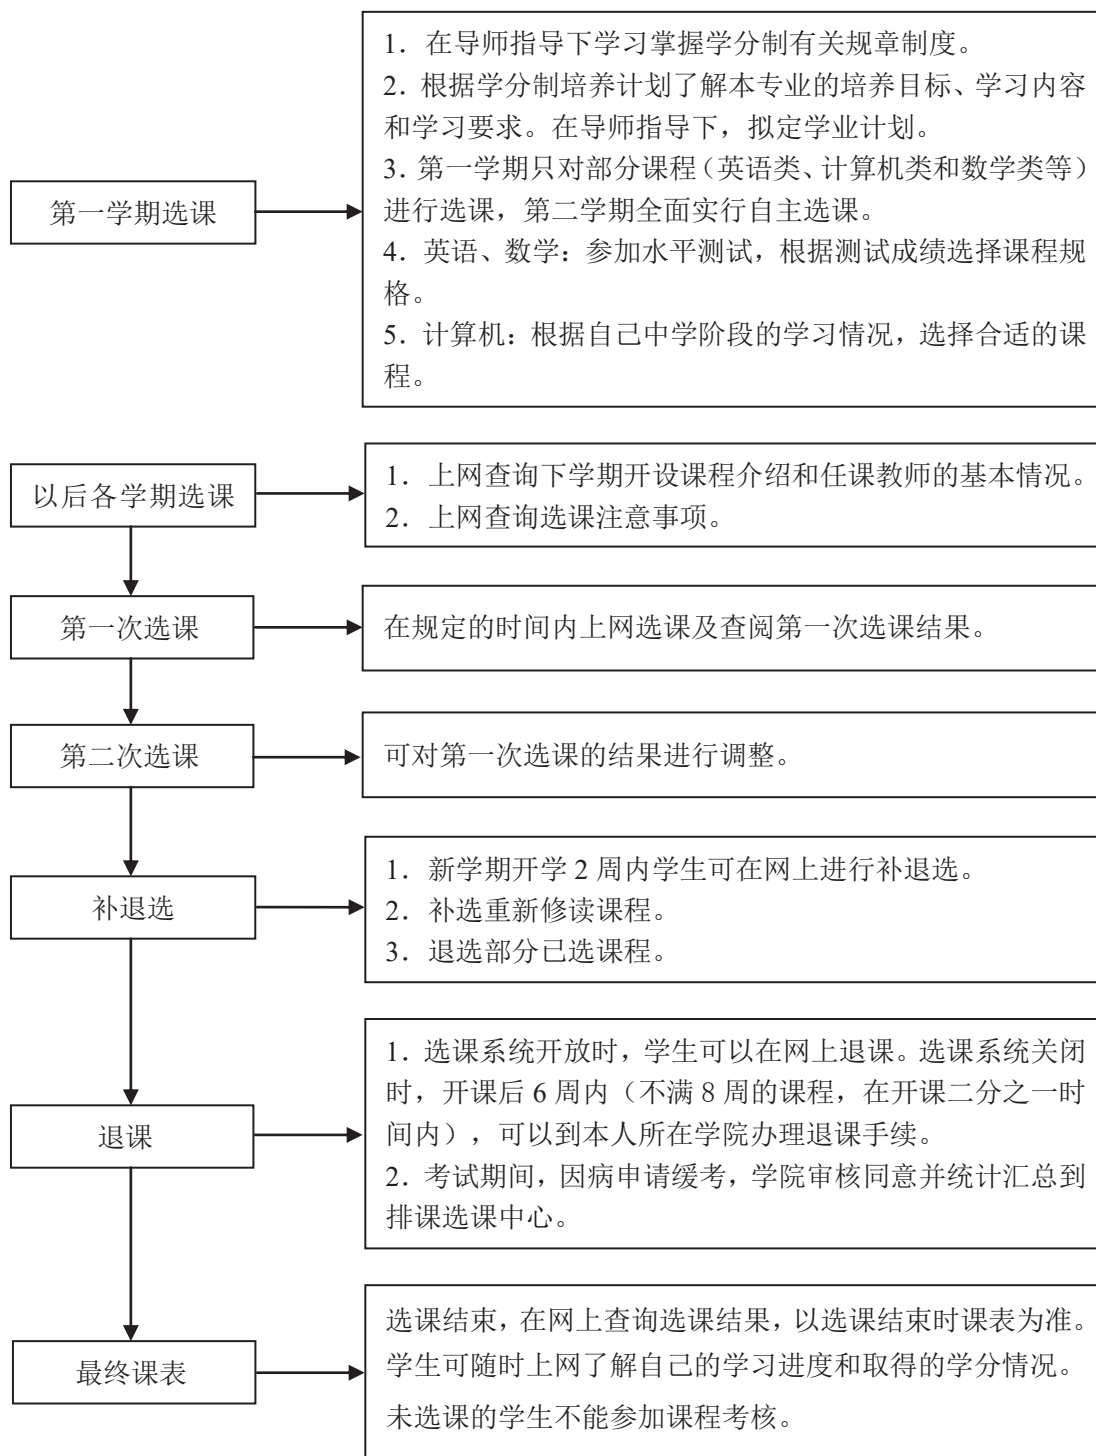 第一学期选课
1．在导师指导下学习掌握学分制有关规章制度。
2．根据学分制培养计划了解本专业的培养目标、学习内容
和学习要求。在导师指导下，拟定学业计划。
3．第一学期只对部分课程（英语类、计算机类和数学类等）
进行选课，第二学期全面实行自主选课。
4．英语、数学：参加水平测试，根据测试成绩选择课程规
格。
5．计算机：根据自己中学阶段的学习情况，选择合适的课
程。
以后各学期选课
1．上网查询下学期开设课程介绍和任课教师的基本情况。
2．上网查询选课注意事项。
第一次选课
在规定的时间内上网选课及查阅第一次选课结果。
第二次选课
可对第一次选课的结果进行调整。
补退选
1．新学期开学 2 周内学生可在网上进行补退选。
2．补选重新修读课程。
3．退选部分已选课程。
退课
1．选课系统开放时，学生可以在网上退课。选课系统关闭
时，开课后 6 周内（不满 8 周的课程，在开课二分之一时
间内），可以到本人所在学院办理退课手续。
2．考试期间，因病申请缓考，学院审核同意并统计汇总到
排课选课中心。
最终课表
选课结束，在网上查询选课结果，以选课结束时课表为准。
学生可随时上网了解自己的学习进度和取得的学分情况。
未选课的学生不能参加课程考核。